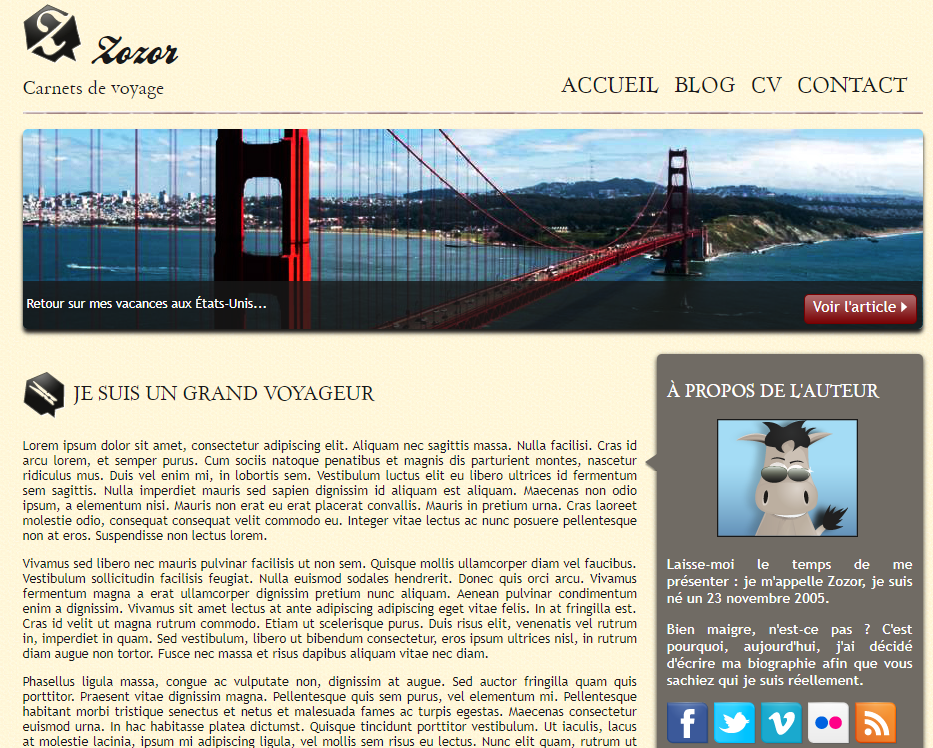 Z
Zozor
Carnets de voyage
ACCUEIL BLOG CV CONTACT
Retour sur mes vacances aux États-Unis...
Voir l'article
JE SUIS UN GRAND VOYAGEUR
Lorem ipsum dolor sit amet, consectetur adipiscing elit. Aliquam nec sagittis massa. Nulla facilisi. Cras id
arcu lorem, et semper purus. Cum sociis natoque penatibus et magnis dis parturient montes, nascetur
ridiculus mus. Duis vel enim mi, in lobortis sem. Vestibulum luctus elit eu libero ultrices id fermentum
sem sagittis. Nulla imperdiet mauris sed sapien dignissim id aliquam est aliquam. Maecenas non odio
ipsum, a elementum nisi. Mauris non erat eu erat placerat convallis. Mauris in pretium urna. Cras laoreet
molestie odio, consequat consequat velit commodo eu. Integer vitae lectus ac nunc posuere pellentesque
non at eros. Suspendisse non lectus lorem.
Vivamus sed libero nec mauris pulvinar facilisis ut non sem. Quisque mollis ullamcorper diam vel faucibus.
Vestibulum sollicitudin facilisis feugiat. Nulla euismod sodales hendrerit. Donec quis orci arcu. Vivamus
fermentum magna a erat ullamcorper dignissim pretium nunc aliquam. Aenean pulvinar condimentum
enim a dignissim. Vivamus sit amet lectus at ante adipiscing adipiscing eget vitae felis. In at fringilla est.
Cras id velit ut magna rutrum commodo. Etiam ut scelerisque purus. Duis risus elit, venenatis vel rutrum
in, imperdiet in quam. Sed vestibulum, libero ut bibendum consectetur, eros ipsum ultrices nisl, in rutrum
diam augue non tortor. Fusce nec massa et risus dapibus aliquam vitae nec diam.
Phasellus ligula massa, congue ac vulputate non, dignissim at augue. Sed auctor fringilla quam quis
porttitor. Praesent vitae dignissim magna. Pellentesque quis sem purus, vel elementum mi. Pellentesque
habitant morbi tristique senectus et netus et malesuada fames ac turpis egestas. Maecenas consectetur
euismod urna. In hac habitasse platea dictumst. Quisque tincidunt porttitor vestibulum. Ut iaculis, lacus
at molestie lacinia, ipsum mi adipiscing ligula, vel mollis sem risus eu lectus. Nunc elit quam, rutrum ut
À PROPOS DE L'AUTEUR
Laisse-moi le temps de me
présenter : je m'appelle Zozor, je suis
né un 23 novembre 2005.
Bien maigre, n'est-ce pas ? C'est
pourquoi, aujourd'hui, j'ai décidé
d'écrire ma biographie afin que vous
sachiez qui je suis réellement.